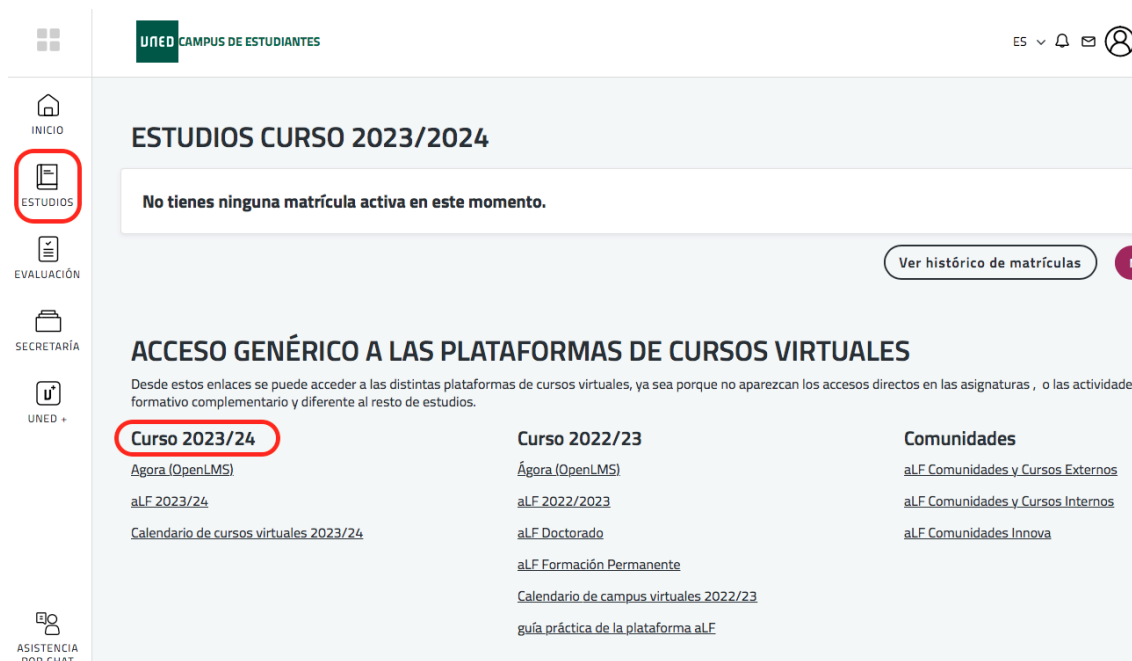 UNED CAMPUS DE ESTUDIANTES
ES
INICIO
ESTUDIOS
EVALUACIÓN
SECRETARÍA
U+
UNED +
ASISTENCIA
POR CHAT
ESTUDIOS CURSO 2023/2024
No tienes ninguna matrícula activa en este momento.
Ver histórico de matrículas
ACCESO GENÉRICO A LAS PLATAFORMAS DE CURSOS VIRTUALES
Desde estos enlaces se puede acceder a las distintas plataformas de cursos virtuales, ya sea porque no aparezcan los accesos directos en las asignaturas , o las actividade
formativo complementario y diferente al resto de estudios.
Curso 2023/24
Agora (OpenLMS)
aLF 2023/24
Calendario de cursos virtuales 2023/24
Curso 2022/23
Ágora (OpenLMS)
aLF 2022/2023
aLF Doctorado
aLF Formación Permanente
Calendario de campus virtuales 2022/23
guía práctica de la plataforma aLF
Comunidades
aLF Comunidades y Cursos Externos
aLF Comunidades y Cursos Internos
aLF Comunidades Innova